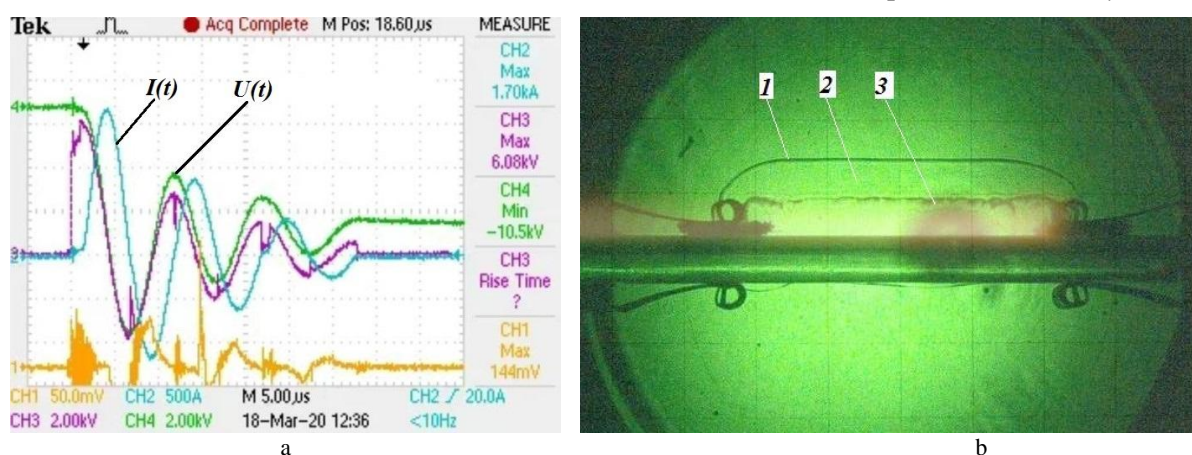 Tek Acq Complete M Pos: 18.60µs MEASURE
CH2
Max
1.70kA
CH3
Max
6.08kV
CH4
Min
-10.5kV
CH3
Rise Time
?
CH1
Max
144mV
I(t) U(t)
4
1
CH1 50.0mV CH2 500A M 5.00µs CH2 / 20.0A
CH3 2.00kV CH4 2.00kV 18-Mar-20 12:36 <10Hz
a
1 2 3
b